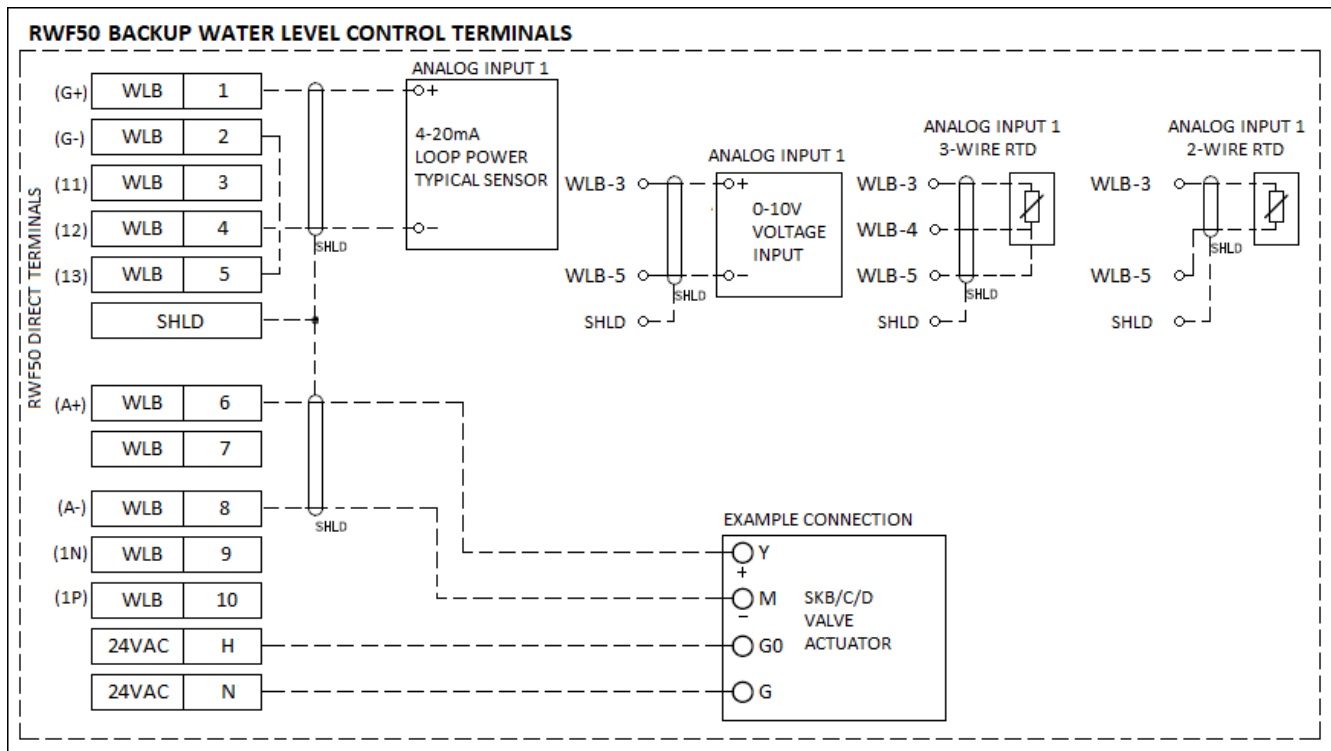 RWF50 BACKUP WATER LEVEL CONTROL TERMINALS
RWF50 DIRECT TERMINALS
(G+) WLB 1
(G-) WLB 2
(11) WLB 3
(12) WLB 4
(13) WLB 5
SHLD
(A+) WLB 6
WLB 7
(A-) WLB 8
(1N) WLB 9
(1P) WLB 10
24VAC H
24VAC N
SHLD
SHLD
ANALOG INPUT 1
+
4-20mA
LOOP POWER
TYPICAL SENSOR
-
ANALOG INPUT 1
WLB-3 +
0-10V
VOLTAGE
INPUT
WLB-5 -
SHLD
SHLD
ANALOG INPUT 1
3-WIRE RTD
WLB-3
WLB-4
WLB-5
SHLD
SHLD
ANALOG INPUT 1
2-WIRE RTD
WLB-3
SHLD
WLB-5
SHLD
EXAMPLE CONNECTION
Y
+
M
-
G0
G
SKB/C/D
VALVE
ACTUATOR